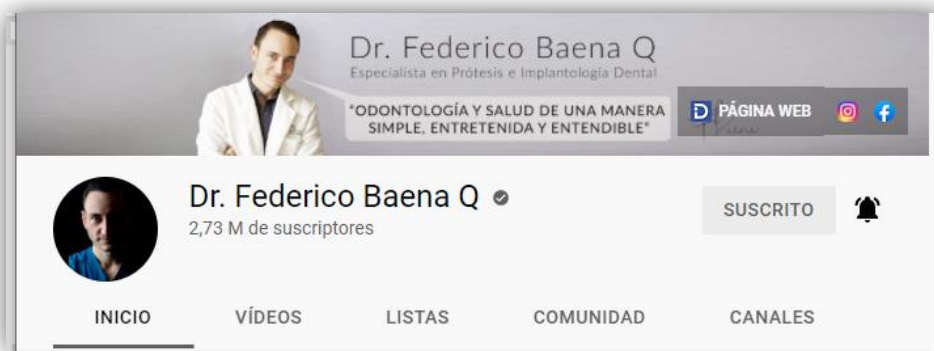 Dr. Federico Baena Q
Especialista en Prótesis e Implantología Dental
"ODONTOLOGÍA Y SALUD DE UNA MANERA
SIMPLE, ENTRETENIDA Y ENTENDIBLE"
PÁGINA WEB
Dr. Federico Baena Q
2,73 M de suscriptores
SUSCRITO
INICIO VÍDEOS LISTAS COMUNIDAD CANALES